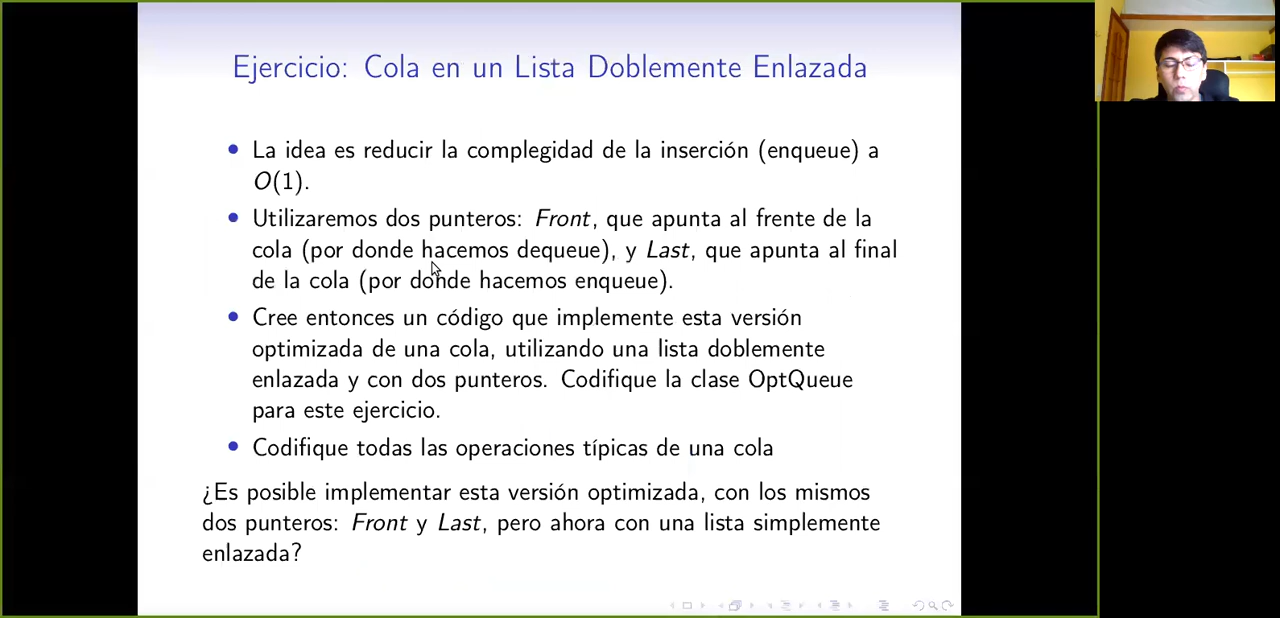 Ejercicio: Cola en un Lista Doblemente Enlazada
• La idea es reducir la complegidad de la inserción (enqueue) a
O(1).
• Utilizaremos dos punteros: Front, que apunta al frente de la
cola (por donde hacemos dequeue), y Last, que apunta al final
de la cola (por donde hacemos enqueue).
• Cree entonces un código que implemente esta versión
optimizada de una cola, utilizando una lista doblemente
enlazada y con dos punteros. Codifique la clase OptQueue
para este ejercicio.
• Codifique todas las operaciones típicas de una cola
¿Es posible implementar esta versión optimizada, con los mismos
dos punteros: Front y Last, pero ahora con una lista simplemente
enlazada?